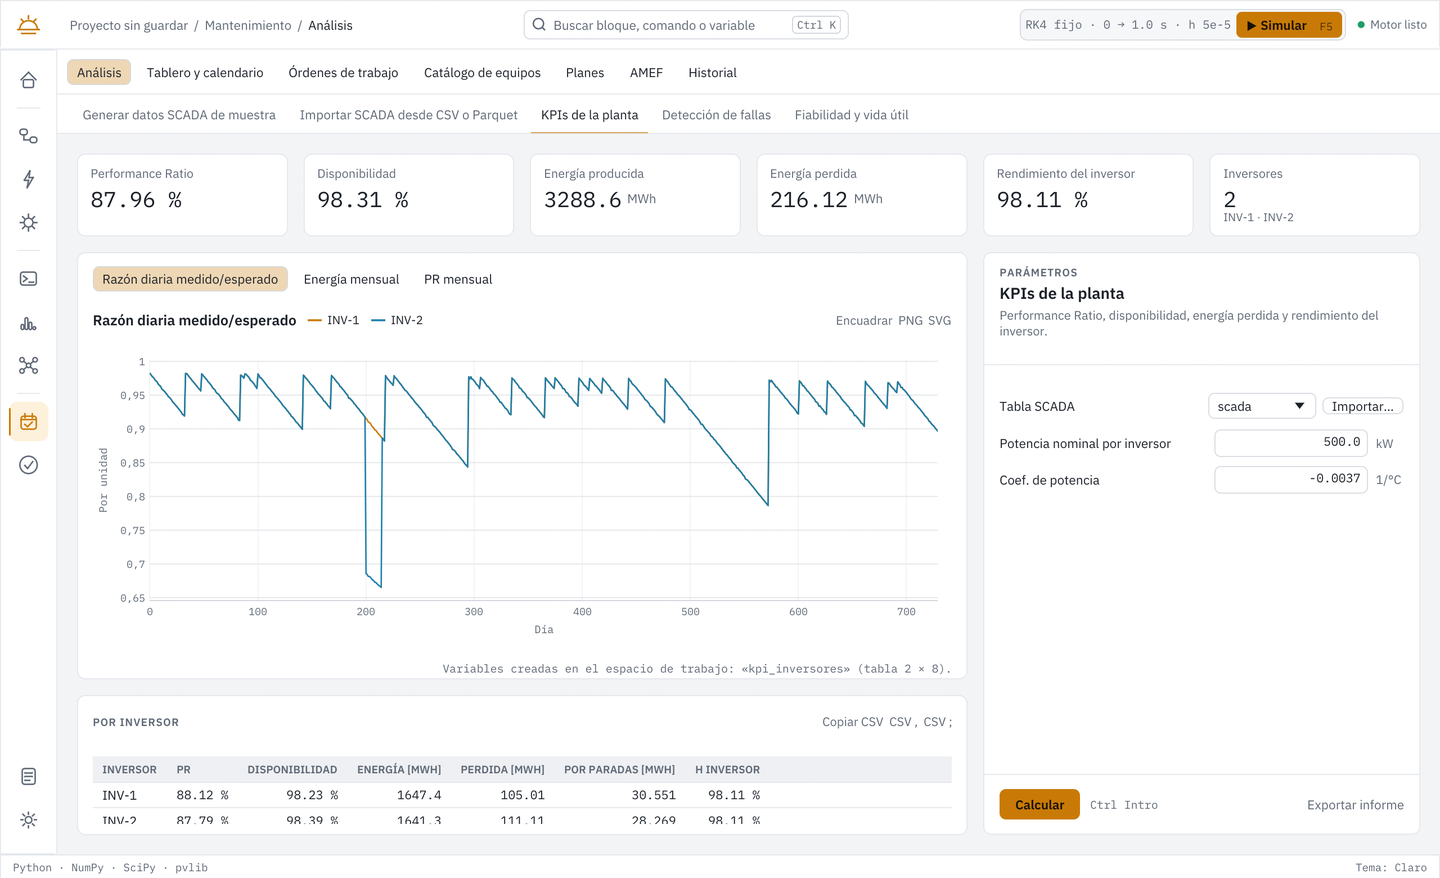 Proyecto sin guardar / Mantenimiento / Análisis
Buscar bloque, comando o variable
Ctrl K
RK4 fijo · 0 → 1.0 s · h 5e-5
▶ Simular F5
Motor listo
Análisis
Tablero y calendario
Órdenes de trabajo
Catálogo de equipos
Planes
AMEF
Historial
Generar datos SCADA de muestra
Importar SCADA desde CSV o Parquet
KPIs de la planta
Detección de fallas
Fiabilidad y vida útil
Performance Ratio
87.96 %
Disponibilidad
98.31 %
Energía producida
3288.6 MWh
Energía perdida
216.12 MWh
Rendimiento del inversor
98.11 %
Inversores
2
INV-1 · INV-2
Razón diaria medido/esperado
Energía mensual
PR mensual
Razón diaria medido/esperado
INV-1
INV-2
Encuadrar PNG SVG
1
0,95
0,9
0,85
0,8
0,75
0,7
0,65
Por unidad
0 100 200 300 400 500 600 700
Día
Variables creadas en el espacio de trabajo: «kpi_inversores» (tabla 2 × 8).
POR INVERSOR
Copiar CSV CSV , CSV ;
INVERSOR PR DISPONIBILIDAD ENERGÍA [MWH] PERDIDA [MWH] POR PARADAS [MWH] Η INVERSOR
INV-1 88.12 % 98.23 % 1647.4 105.01 30.551 98.11 %
INV-2 87.79 % 98.39 % 1641.3 111.11 28.269 98.11 %
PARÁMETROS
KPIs de la planta
Performance Ratio, disponibilidad, energía perdida y rendimiento del
inversor.
Tabla SCADA
scada
Importar...
Potencia nominal por inversor
500.0
kW
Coef. de potencia
-0.0037
1/°C
Calcular
Ctrl Intro
Exportar informe
Python · NumPy · SciPy · pvlib
Tema: Claro